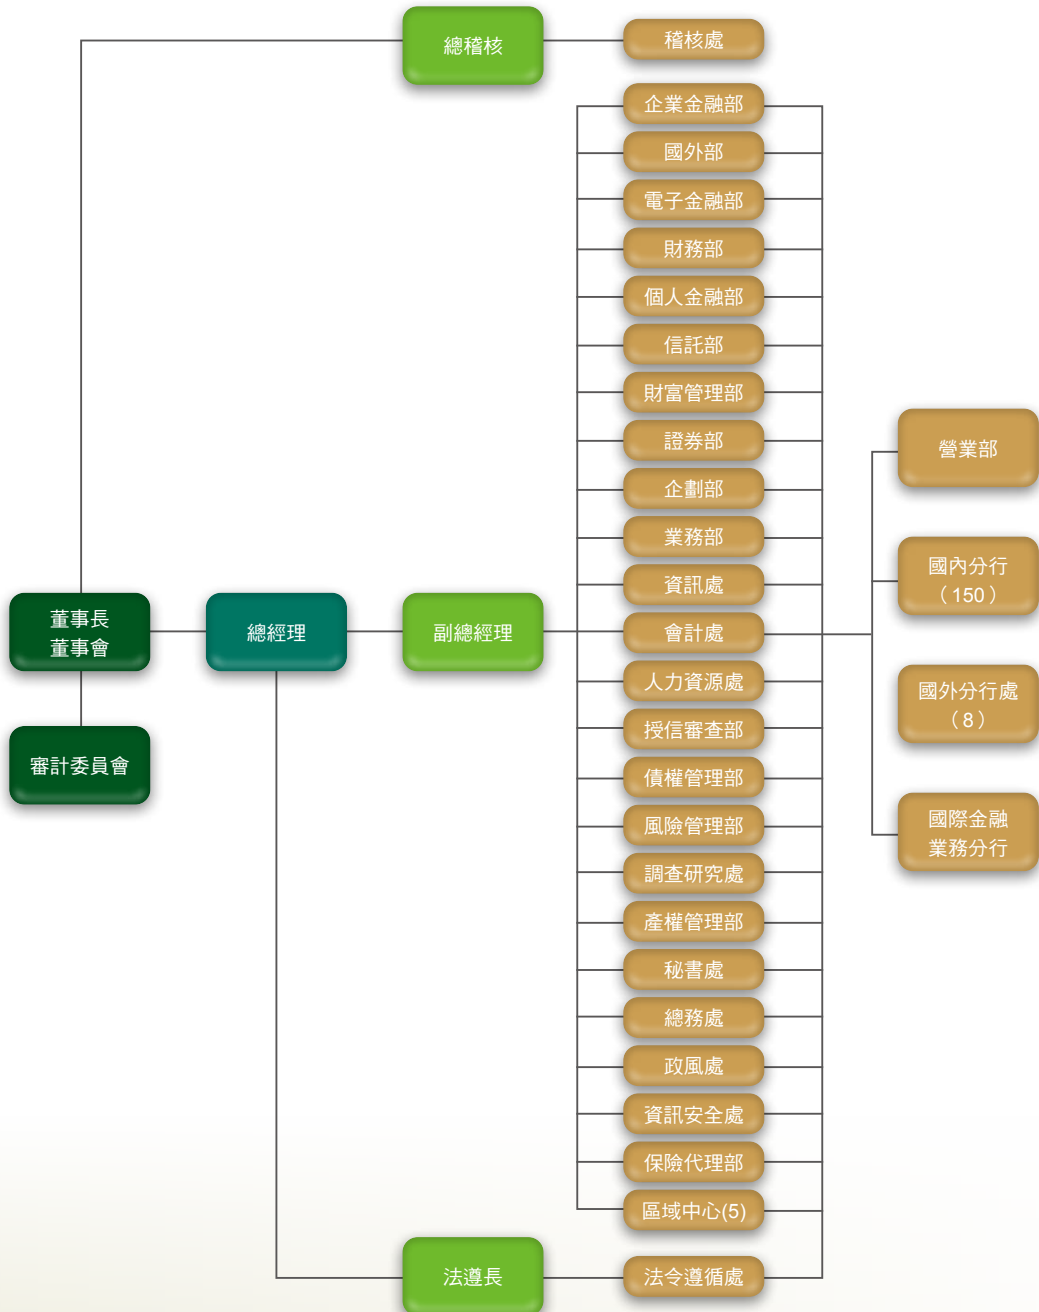 總稽核
稽核處
企業金融部
國外部
電子金融部
財務部
個人金融部
信託部
財富管理部
證券部
企劃部
業務部
資訊處
會計處
人力資源處
授信審查部
債權管理部
風險管理部
調查研究處
產權管理部
秘書處
總務處
政風處
資訊安全處
保險代理部
區域中心(5)
法令遵循處
董事長
董事會
審計委員會
總經理
副總經理
法遵長
營業部
國內分行
（150）
國外分行處
（8）
國際金融
業務分行